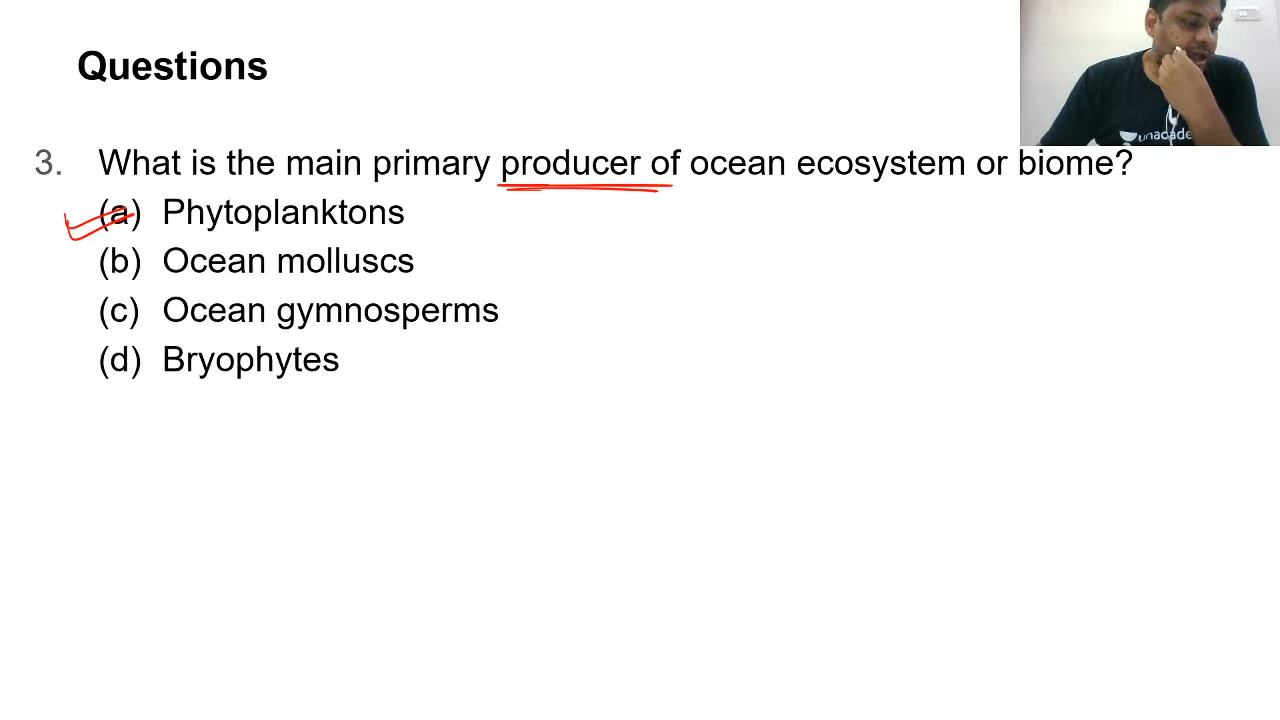 Questions
3. What is the main primary producer of ocean ecosystem or biome?
(a) Phytoplanktons
(b) Ocean molluscs
(c) Ocean gymnosperms
(d) Bryophytes
unacade